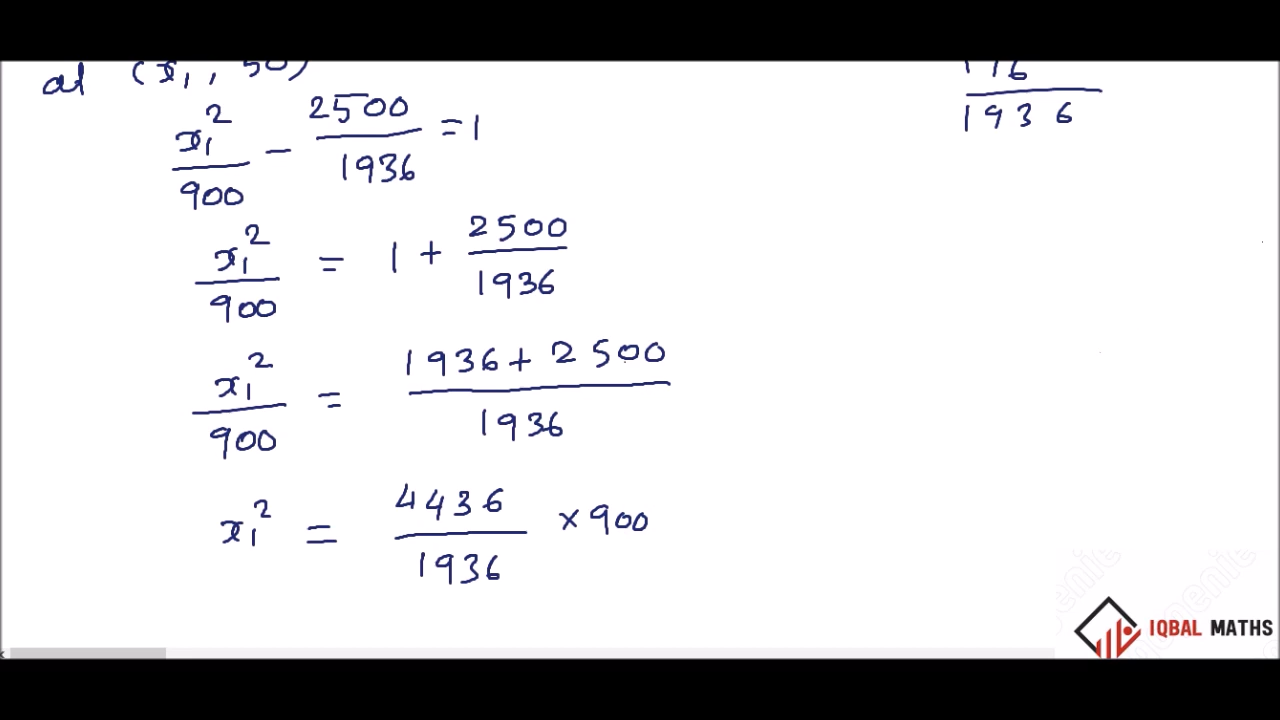 at (x₁, 50)
x₁²/900 - 2500/1936 = 1
x₁²/900 = 1 + 2500/1936
x₁²/900 = 1936 + 2500/1936
x₁² = 4436/1936 × 900
1936
IQBAL MATHS